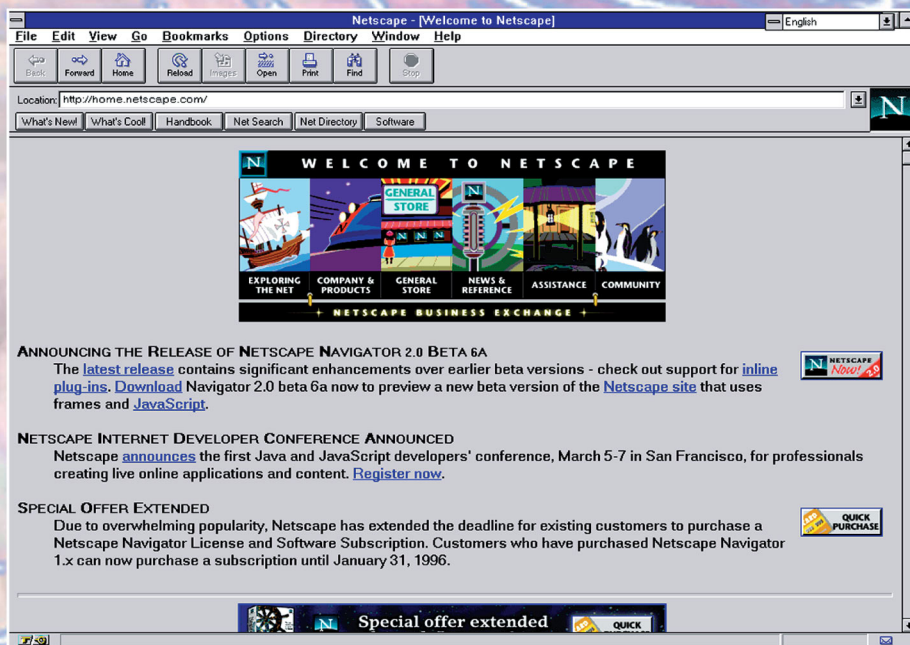 Netscape - [Welcome to Netscape]
English
File Edit View Go Bookmarks Options Directory Window Help
Back Forward Home Reload Images Open Print Find Stop
Location: http://home.netscape.com/
N
What's New! What's Cool! Handbook Net Search Net Directory Software
N WELCOME TO NETSCAPE
GENERAL
STORE
N
N N N
EXPLORING
THE NET
COMPANY &
PRODUCTS
GENERAL
STORE
NEWS &
REFERENCE
ASSISTANCE
COMMUNITY
NETSCAPE BUSINESS EXCHANGE
ANNOUNCING THE RELEASE OF NETSCAPE NAVIGATOR 2.0 BETA 6A
The latest release contains significant enhancements over earlier beta versions - check out support for inline
plug-ins. Download Navigator 2.0 beta 6a now to preview a new beta version of the Netscape site that uses
frames and JavaScript.
N NETSCAPE
Now! 2.0
NETSCAPE INTERNET DEVELOPER CONFERENCE ANNOUNCED
Netscape announces the first Java and JavaScript developers' conference, March 5-7 in San Francisco, for professionals
creating live online applications and content. Register now.
SPECIAL OFFER EXTENDED
Due to overwhelming popularity, Netscape has extended the deadline for existing customers to purchase a
Netscape Navigator License and Software Subscription. Customers who have purchased Netscape Navigator
1.x can now purchase a subscription until January 31, 1996.
QUICK
PURCHASE
N Special offer extended
QUICK